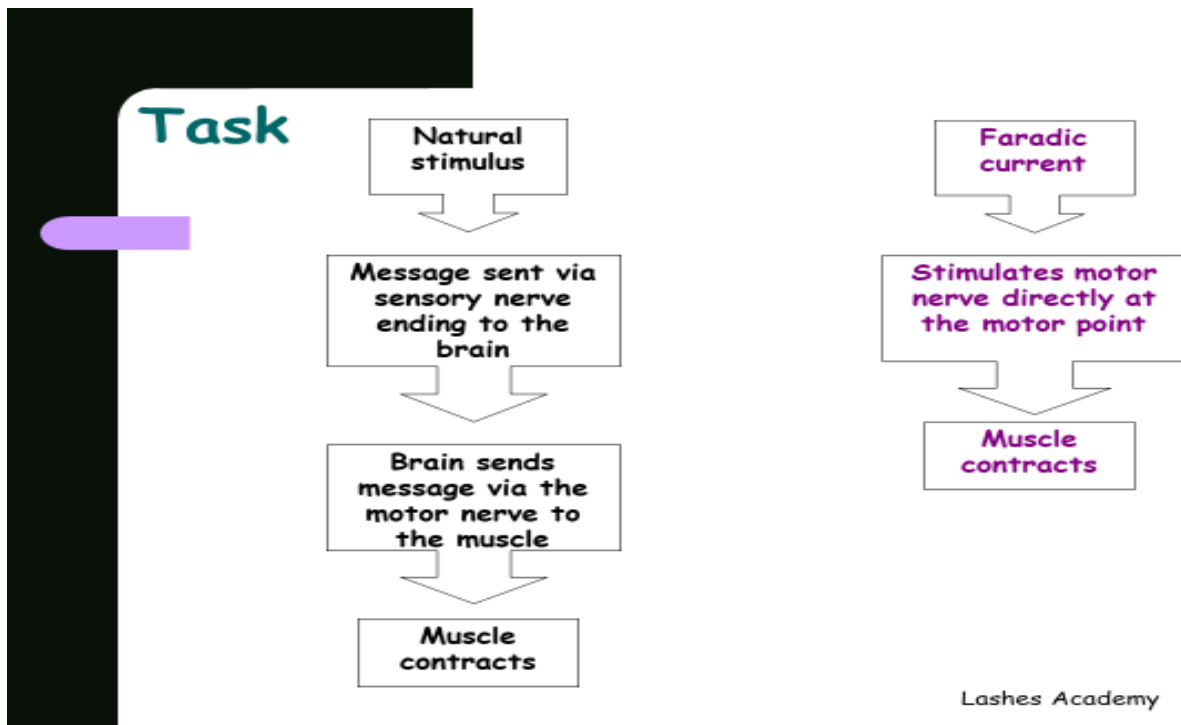 Task
Natural
stimulus
Message sent via
sensory nerve
ending to the
brain
Brain sends
message via the
motor nerve to
the muscle
Muscle
contracts
Faradic
current
Stimulates motor
nerve directly at
the motor point
Muscle
contracts
Lashes Academy